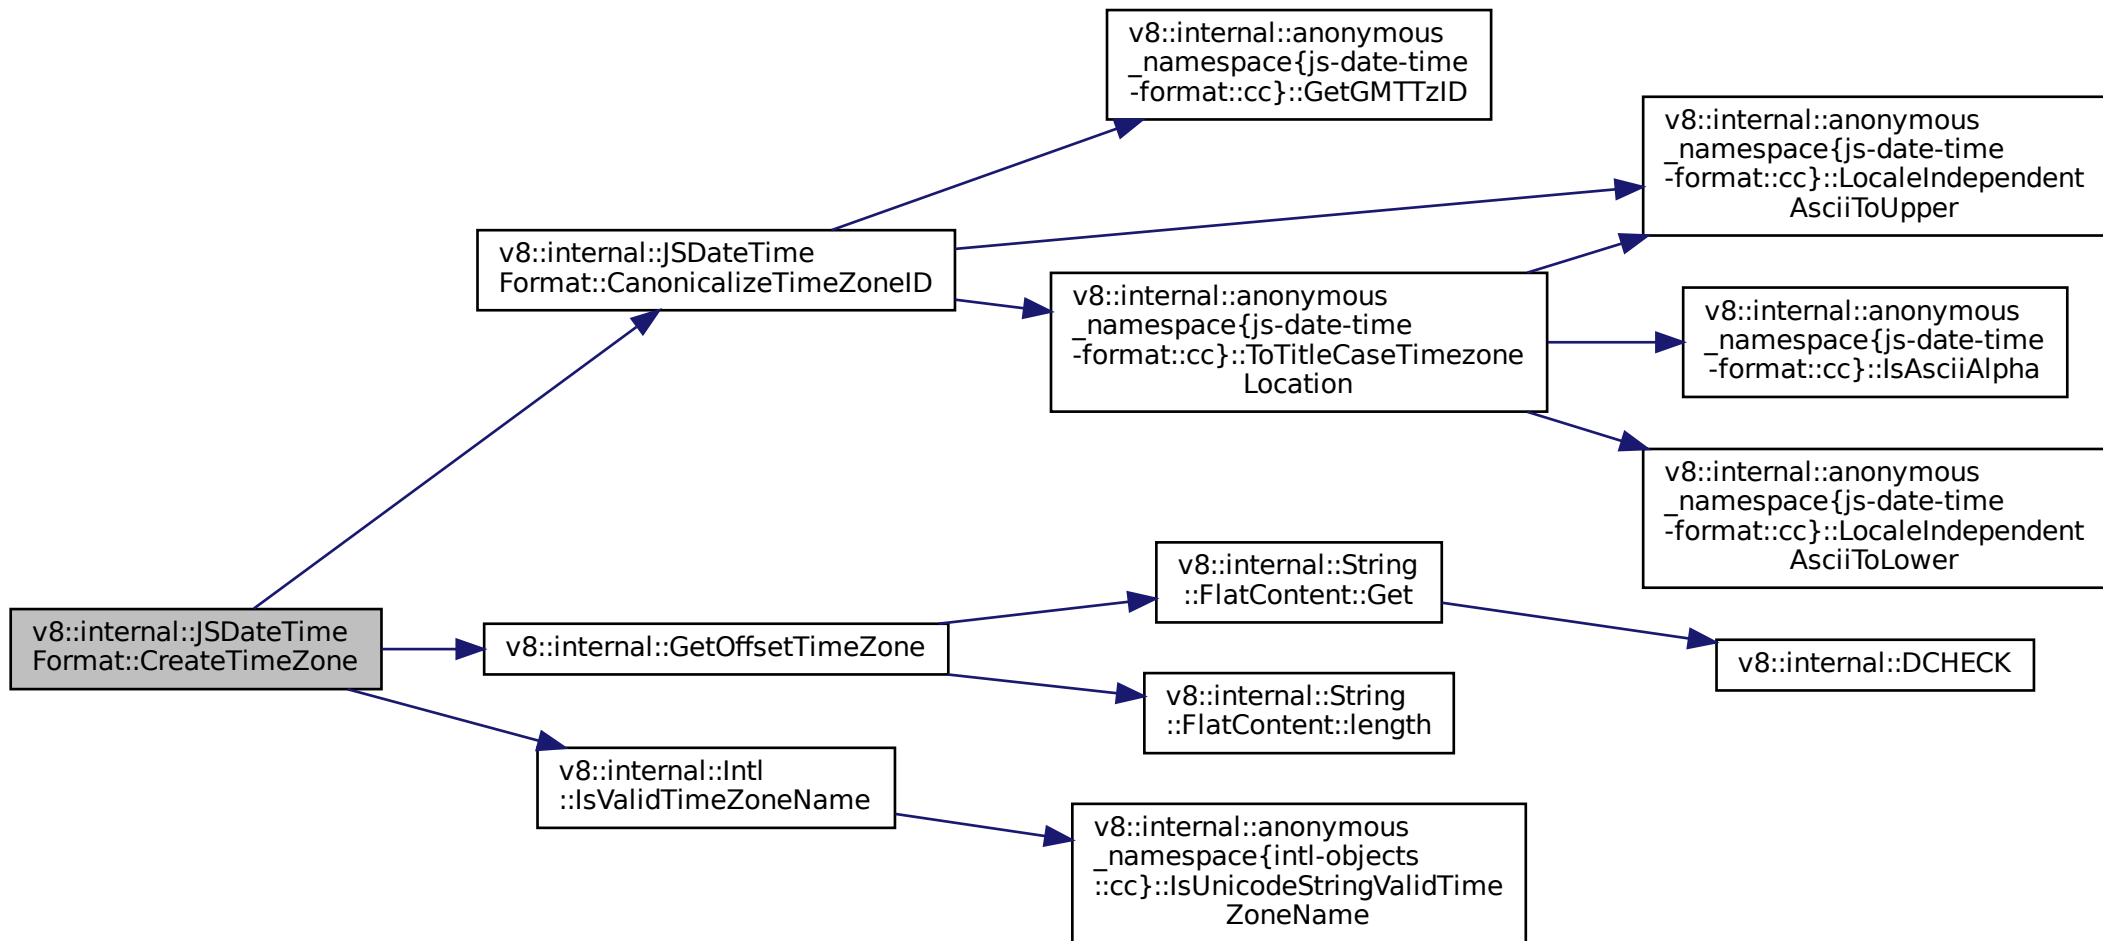 v8::internal::anonymous
_namespace{js-date-time
-format::cc}::GetGMTTzID
v8::internal::anonymous
_namespace{js-date-time
-format::cc}::LocaleIndependent
AsciiToUpper
v8::internal::JSDateTime
Format::CanonicalizeTimeZoneID
v8::internal::anonymous
_namespace{js-date-time
-format::cc}::ToTitleCaseTimezone
Location
v8::internal::anonymous
_namespace{js-date-time
-format::cc}::IsAsciiAlpha
v8::internal::anonymous
_namespace{js-date-time
-format::cc}::LocaleIndependent
AsciiToLower
v8::internal::String
::FlatContent::Get
v8::internal::JSDateTime
Format::CreateTimeZone
v8::internal::GetOffsetTimeZone
v8::internal::DCHECK
v8::internal::String
::FlatContent::length
v8::internal::Intl
::IsValidTimeZoneName
v8::internal::anonymous
_namespace{intl-objects
::cc}::IsUnicodeStringValidTime
ZoneName